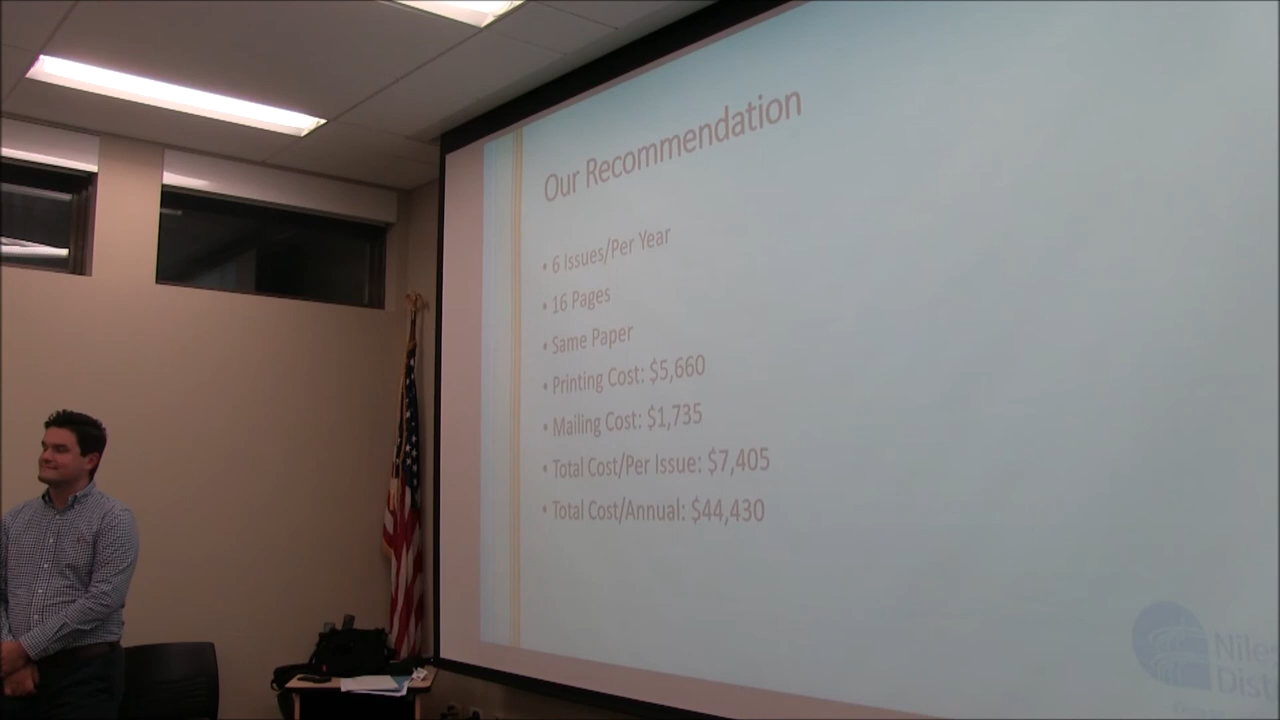 Our Recommendation
• 6 Issues/Per Year
• 16 Pages
• Same Paper
• Printing Cost: $5,660
• Mailing Cost: $1,735
• Total Cost/Per Issue: $7,405
• Total Cost/Annual: $44,430
Niles
Dist